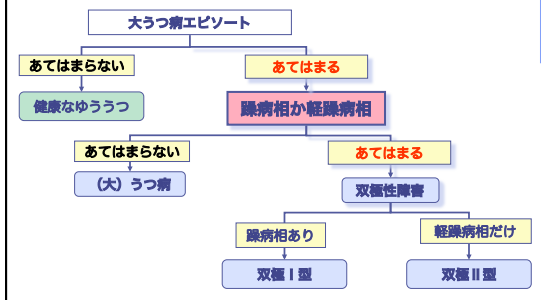 大うつ病エピソート
あてはまらない
あてはまる
健康なゆううつ
躁病相か軽躁病相
あてはまらない
あてはまる
（大）うつ病
双極性障害
躁病相あり
軽躁病相だけ
双極Ⅰ型
双極Ⅱ型